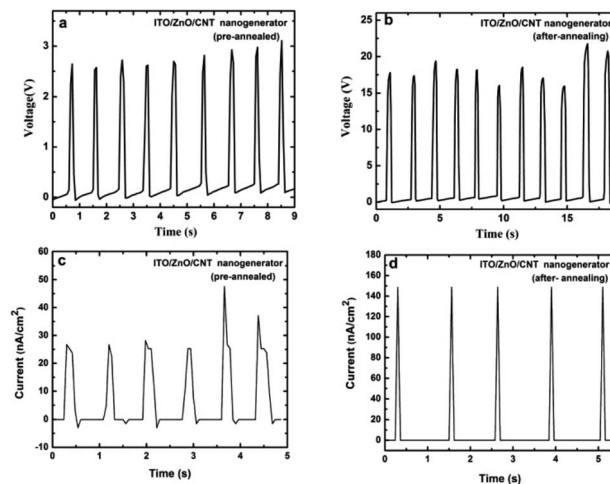 a
ITO/ZnO/CNT nanogenerator
(pre-annealed)
Voltage(V)
3
2
1
0
0 1 2 3 4 5 6 7 8 9
Time (s)
b
ITO/ZnO/CNT nanogenerator
(after-annealing)
Voltage (V)
25
20
15
10
5
0
0 5 10 15
Time (s)
c
ITO/ZnO/CNT nanogenerator
(pre-annealed)
Current (nA/cm²)
60
50
40
30
20
10
0
-10
0 1 2 3 4 5
Time (s)
d
ITO/ZnO/CNT nanogenerator
(after- annealing)
Current (nA/cm²)
180
160
140
120
100
80
60
40
20
0
0 1 2 3 4 5
Time (s)